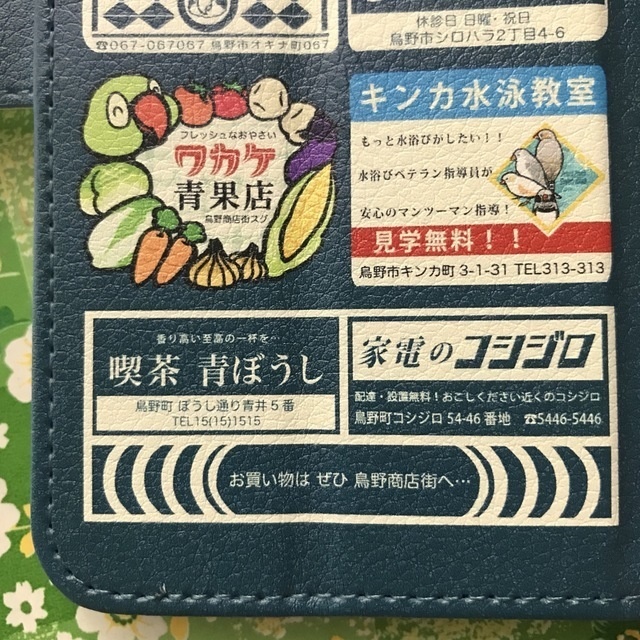 ☎067-067067 鳥野市オキナ町067
休診日 日曜・祝日
鳥野市シロハラ2丁目4-6
フレッシュなおやさい
ワカケ
青果店
鳥野商店街スグ
キンカ水泳教室
もっと水浴びがしたい！！
水浴びベテラン指導員が
安心のマンツーマン指導！
見学無料！！
鳥野市キンカ町 3-1-31 TEL313-313
香り高い至高の一杯を…
喫茶 青ぼうし
鳥野町 ぼうし通り青井５番
TEL15(15)1515
家電のコシジロ
配達・設置無料！おこしください近くのコシジロ
鳥野町コシジロ 54-46 番地 ☎5446-5446
お買い物は ぜひ 鳥野商店街へ…